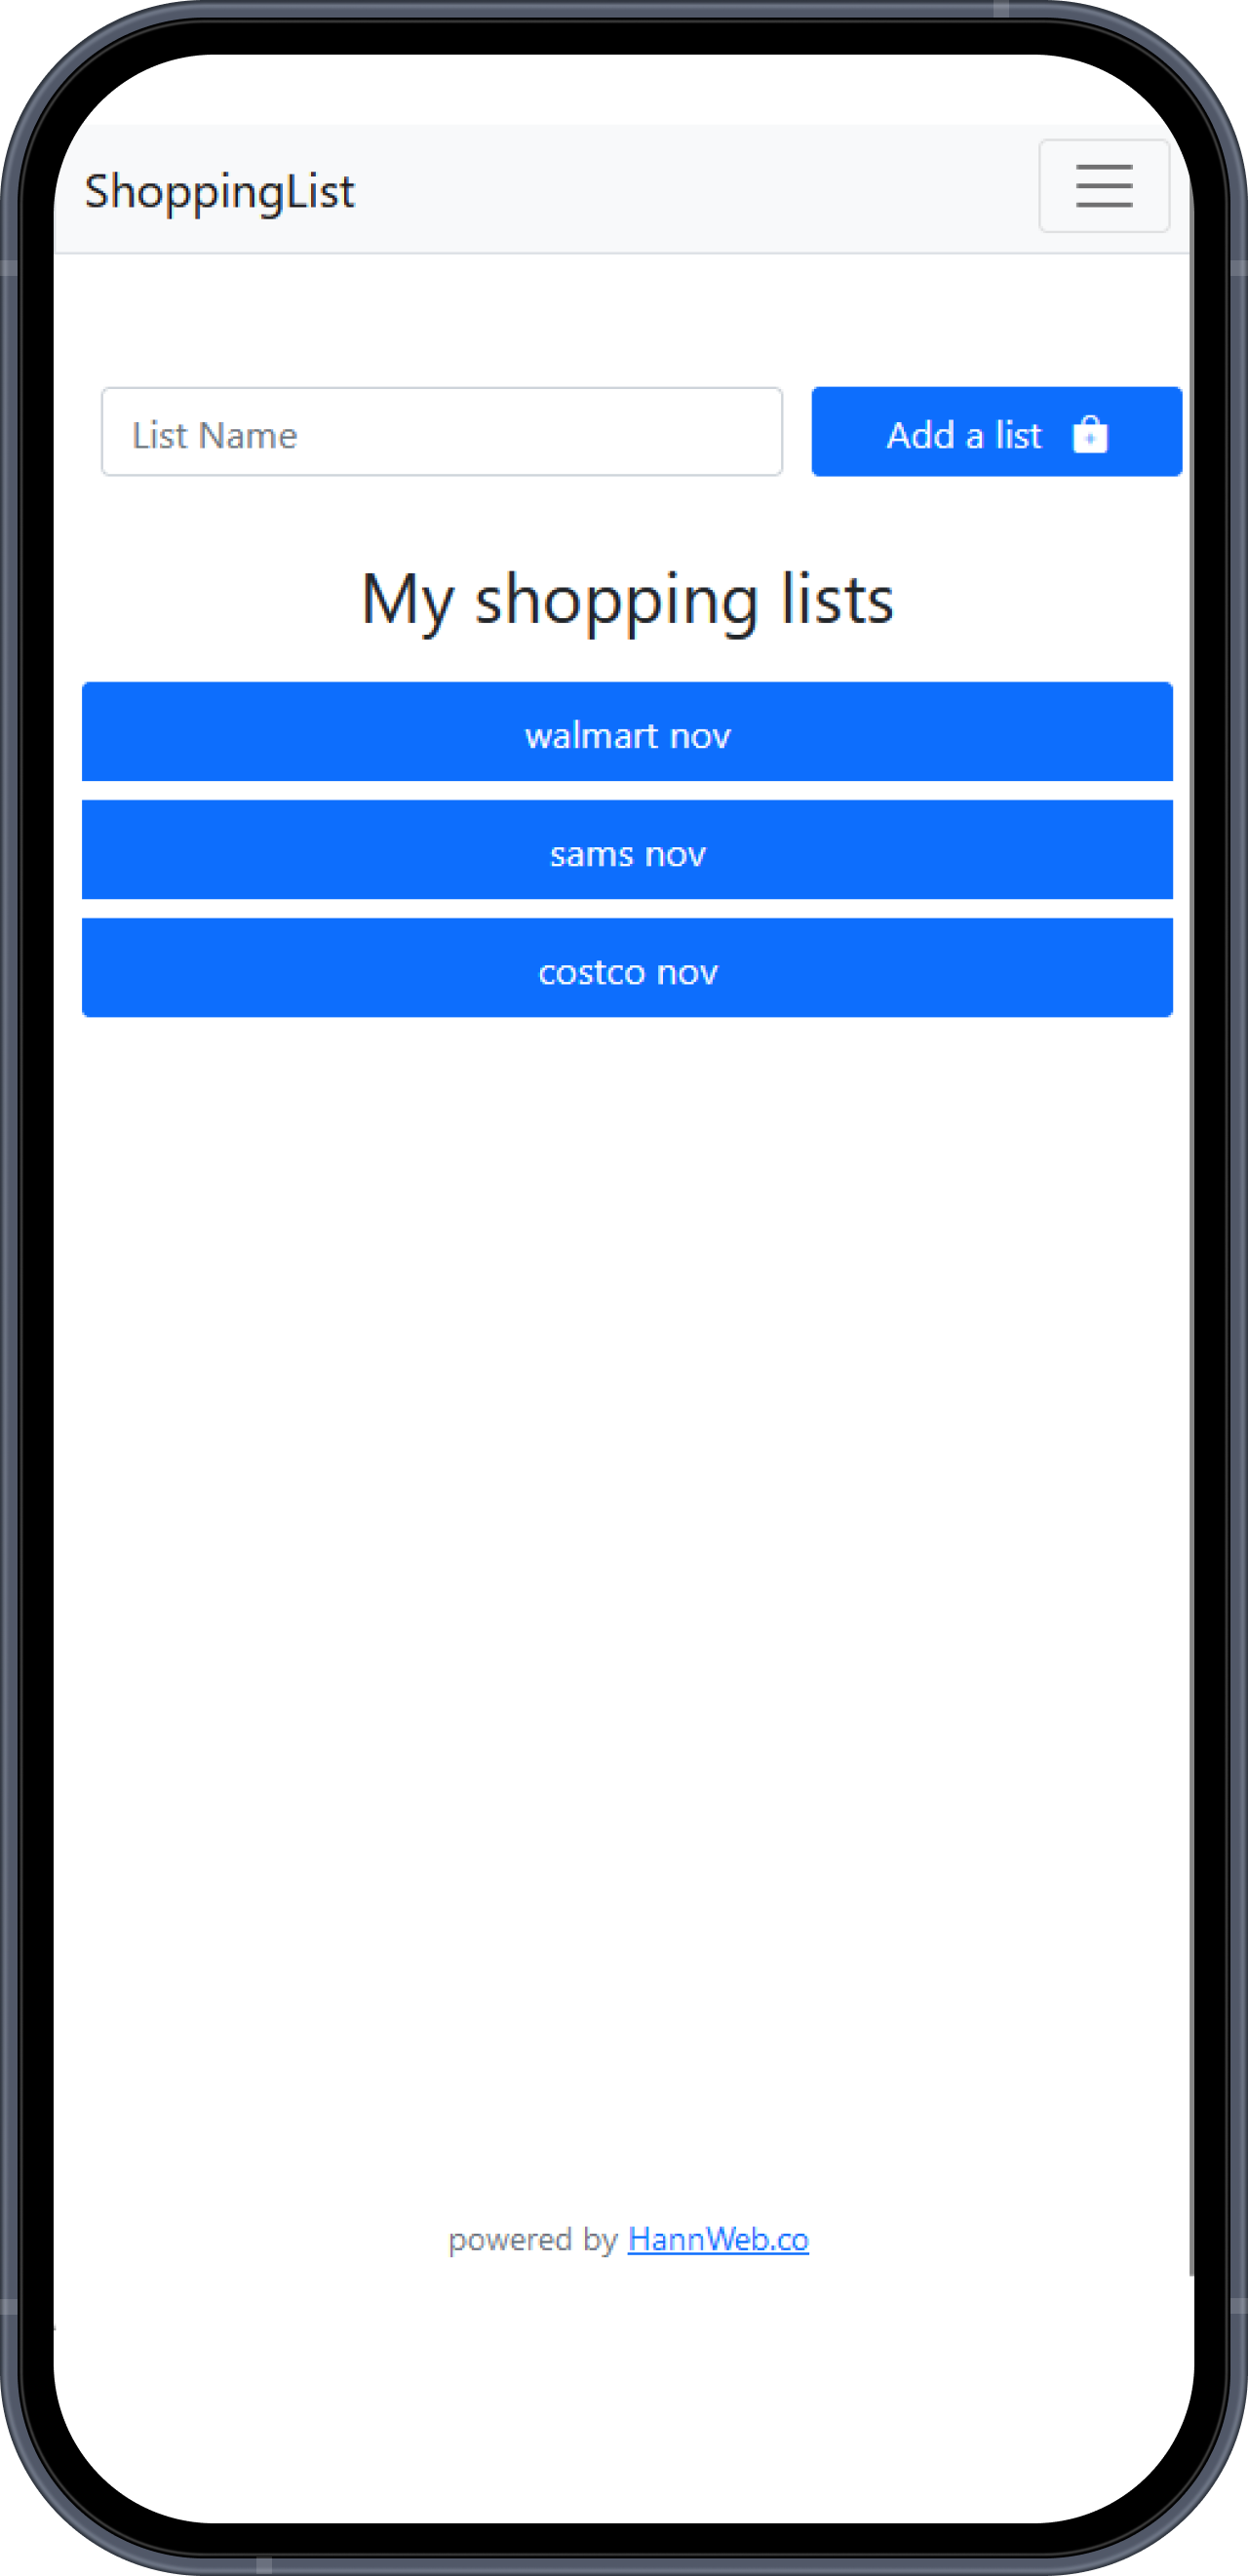 ShoppingList
List Name
Add a list
My shopping lists
walmart nov
sams nov
costco nov
powered by HannWeb.co